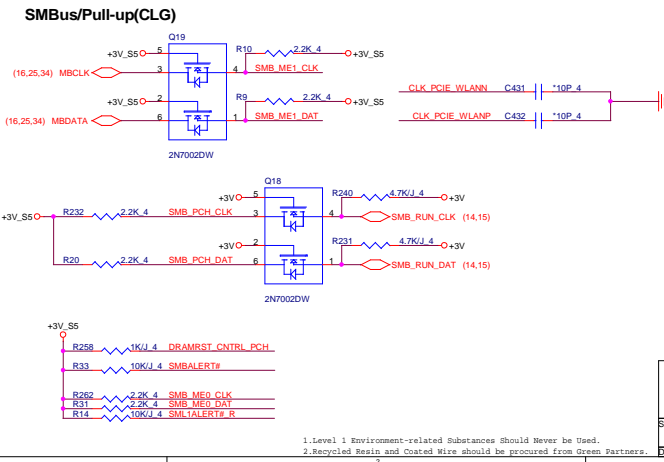 SMBus/Pull-up(CLG)
Q19
+3V_S5 5 R10 2.2K_4 +3V_S5
(16,25,34) MBCLK 3 4 SMB_ME1_CLK
CLK_PCIE_WLANN C431 *10P_4
+3V_S5 2 R9 2.2K_4 +3V_S5
(16,25,34) MBDATA 6 1 SMB_ME1_DAT
CLK_PCIE_WLANP C432 *10P_4
2N7002DW
Q18
+3V 5 R240 4.7K/J_4 +3V
+3V_S5 R232 2.2K_4 SMB_PCH_CLK 3 4 SMB_RUN_CLK (14,15)
+3V 2 R231 4.7K/J_4 +3V
R20 2.2K_4 SMB_PCH_DAT 6 1 SMB_RUN_DAT (14,15)
2N7002DW
+3V_S5
R258 1K/J_4 DRAMRST_CNTRL_PCH
R33 10K/J_4 SMBALERT#
R262 2.2K_4 SMB_ME0_CLK
R31 2.2K_4 SMB_ME0_DAT
R14 10K/J_4 SML1ALERT#_R
1.Level 1 Environment-related Substances Should Never be Used.
2.Recycled Resin and Coated Wire should be procured from Green Partners.